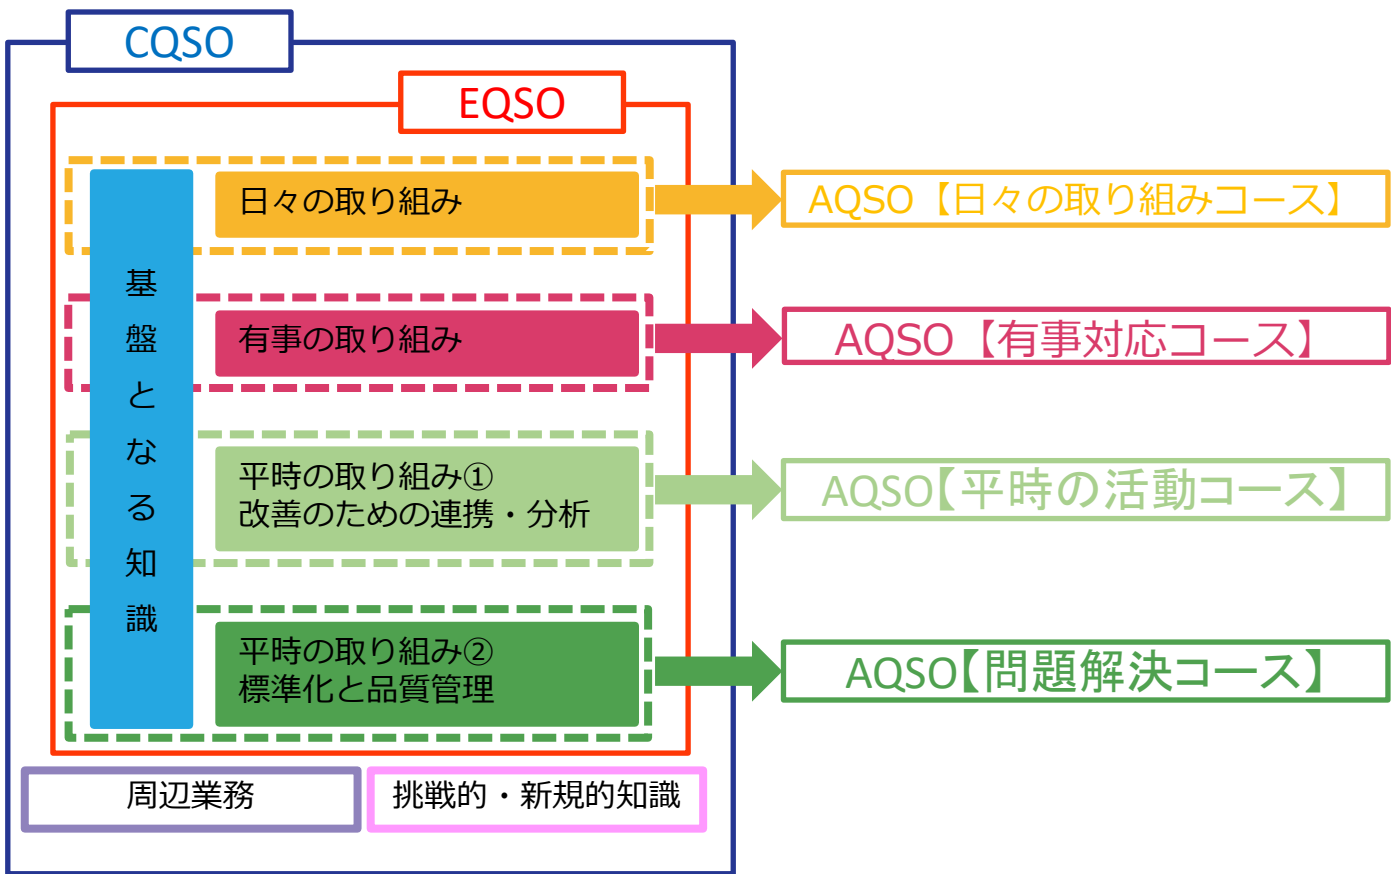 CQSO
EQSO
基盤となる知識
日々の取り組み
AQSO【日々の取り組みコース】
有事の取り組み
AQSO【有事対応コース】
平時の取り組み①
改善のための連携・分析
AQSO【平時の活動コース】
平時の取り組み②
標準化と品質管理
AQSO【問題解決コース】
周辺業務
挑戦的・新規的知識